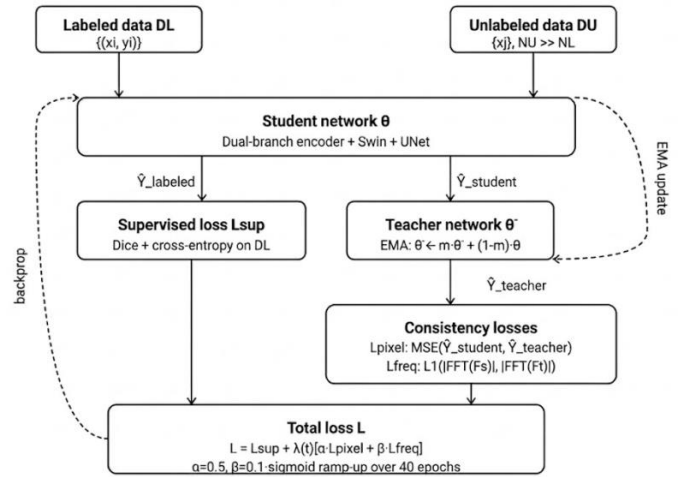 Labeled data DL
{(xi, yi)}
Unlabeled data DU
{xj}, NU >> NL
Student network θ
Dual-branch encoder + Swin + UNet
EMA update
Ŷ_labeled
Ŷ_student
Supervised loss Lsup
Dice + cross-entropy on DL
Teacher network θ⁻
EMA: θ⁻← m·θ⁻ + (1-m)·θ
backprop
Ŷ_teacher
Consistency losses
Lpixel: MSE(Ŷ_student, Ŷ_teacher)
Lfreq: L1(|FFT(Fs)|, |FFT(Ft)|)
Total loss L
L = Lsup + λ(t)[α·Lpixel + β·Lfreq]
α=0.5, β=0.1·sigmoid ramp-up over 40 epochs